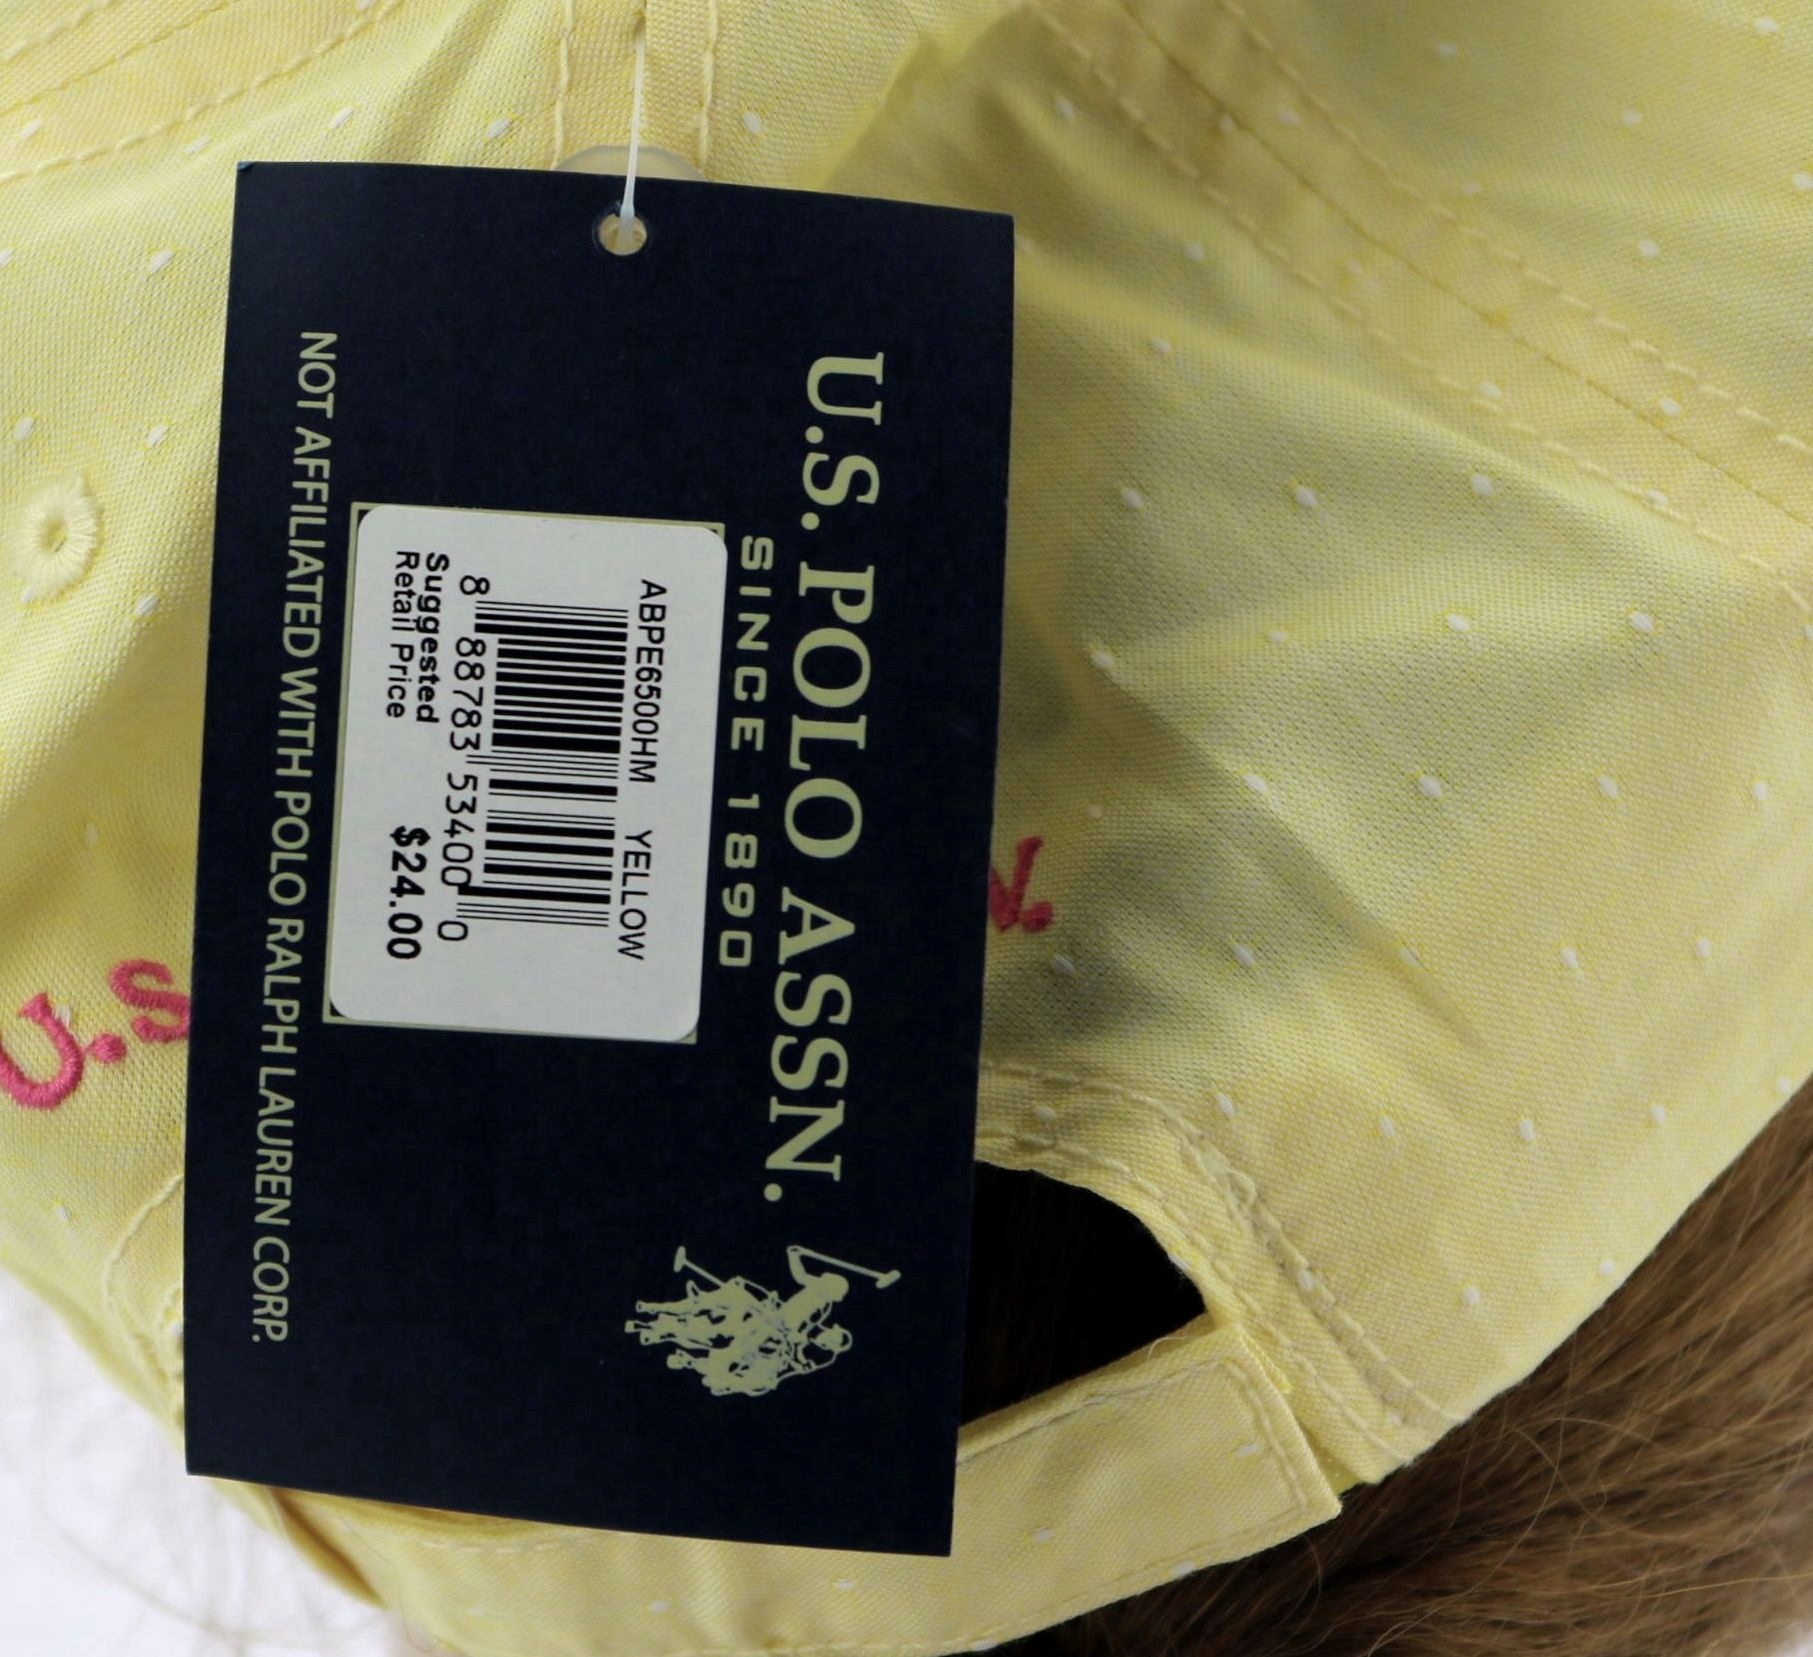 U.S. POLO ASSN.
SINCE 1890
ABPE6500HM YELLOW
8 88783 53400 0
Suggested
Retail Price $24.00
NOT AFFILIATED WITH POLO RALPH LAUREN CORP.
U.S
N.